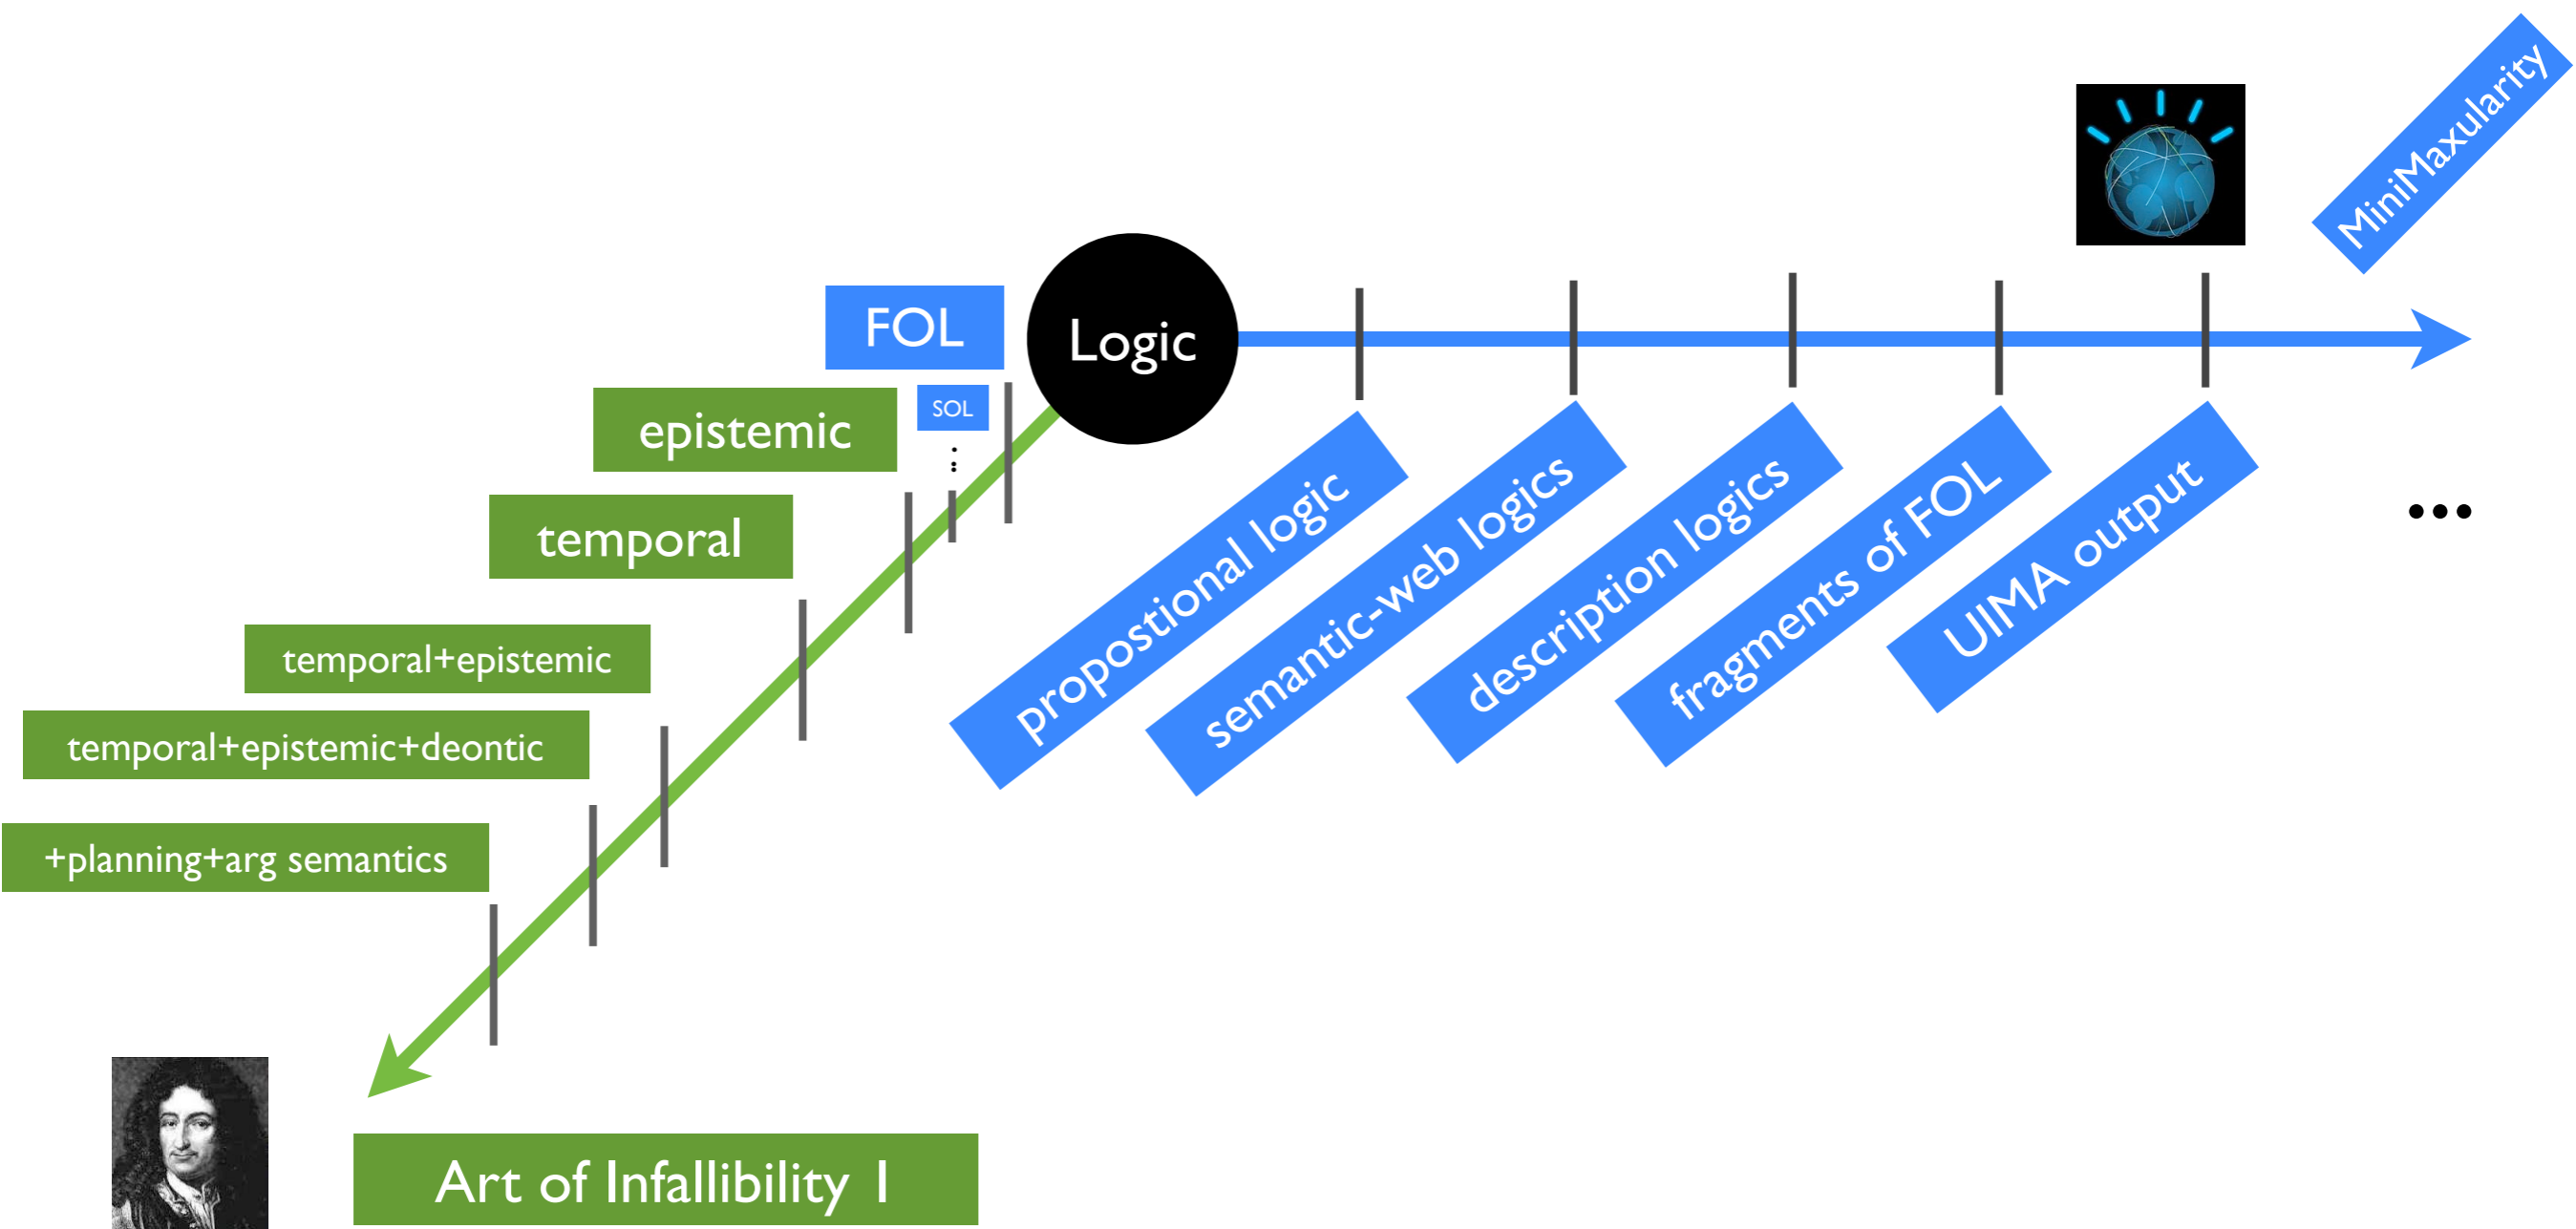 MiniMaxularity
FOL
Logic
SOL
...
epistemic
temporal
temporal+epistemic
temporal+epistemic+deontic
+planning+arg semantics
propostional logic
semantic-web logics
description logics
fragments of FOL
UIMA output
...
Art of Infallibility 1